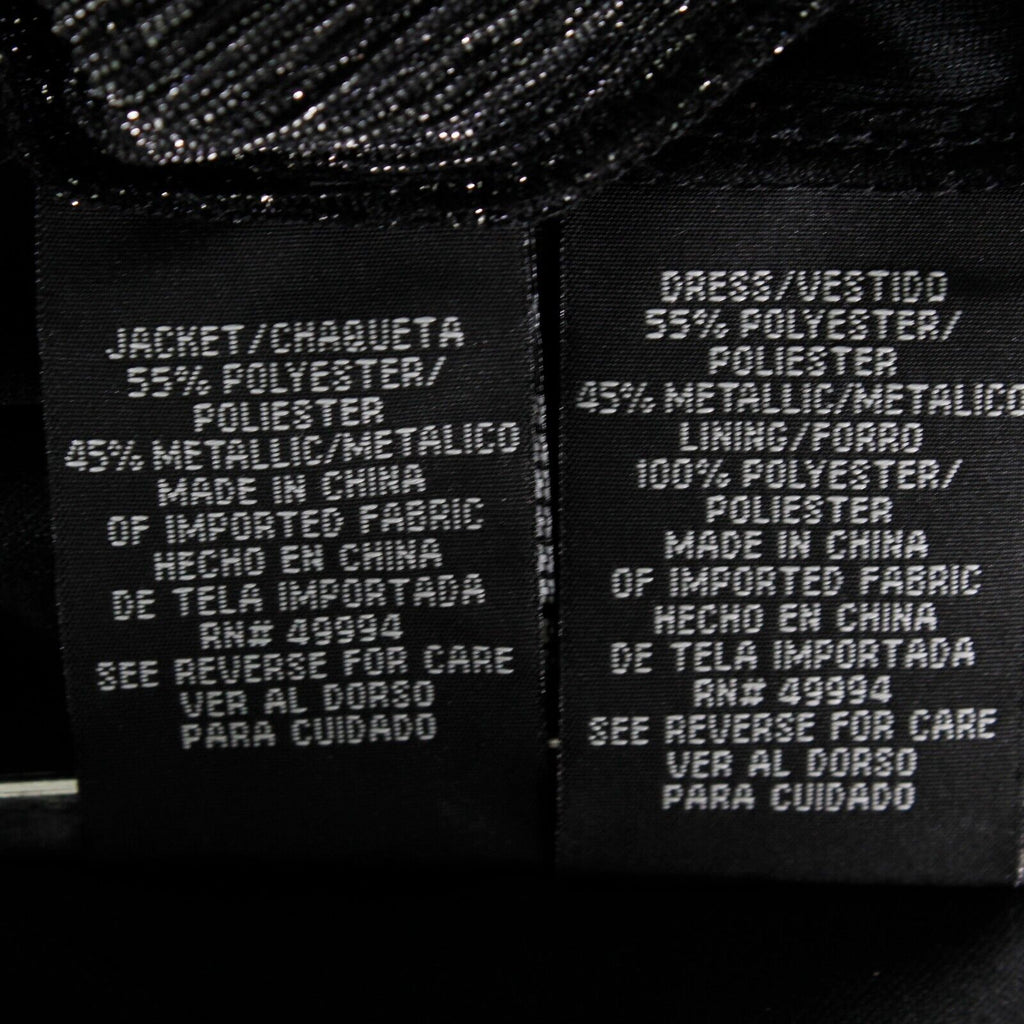 JACKET/CHAQUETA
55% POLYESTER/
POLIESTER
45% METALLIC/METALICO
MADE IN CHINA
OF IMPORTED FABRIC
HECHO EN CHINA
DE TELA IMPORTADA
RN# 49994
SEE REVERSE FOR CARE
VER AL DORSO
PARA CUIDADO
DRESS/VESTIDO
55% POLYESTER/
POLIESTER
45% METALLIC/METALICO
LINING/FORRO
100% POLYESTER/
POLIESTER
MADE IN CHINA
OF IMPORTED FABRIC
HECHO EN CHINA
DE TELA IMPORTADA
RN# 49994
SEE REVERSE FOR CARE
VER AL DORSO
PARA CUIDADO